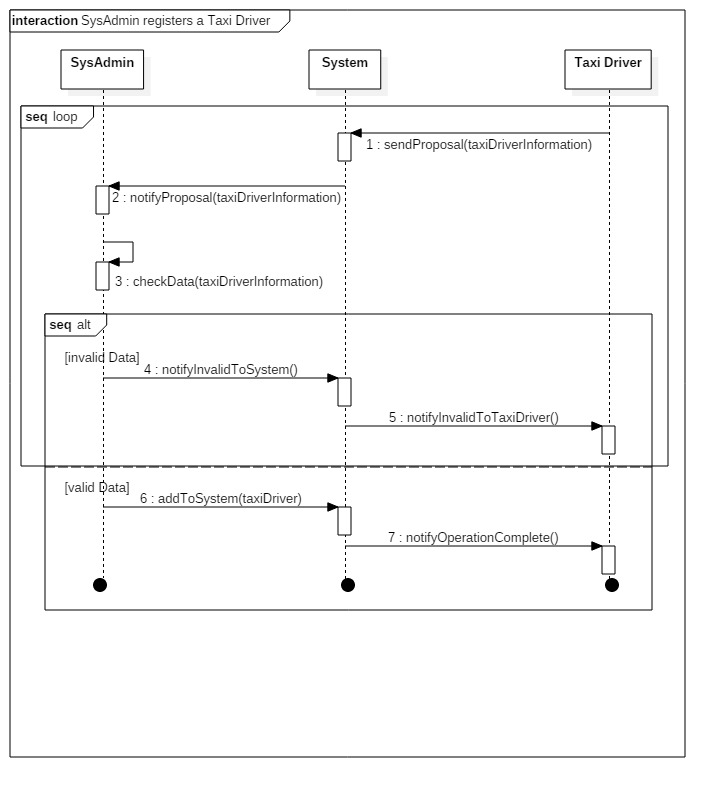 interaction SysAdmin registers a Taxi Driver
SysAdmin
System
Taxi Driver
seq loop
1 : sendProposal(taxiDriverInformation)
2 : notifyProposal(taxiDriverInformation)
3 : checkData(taxiDriverInformation)
seq alt
[invalid Data]
4 : notifyInvalidToSystem()
5 : notifyInvalidToTaxiDriver()
[valid Data]
6 : addToSystem(taxiDriver)
7 : notifyOperationComplete()